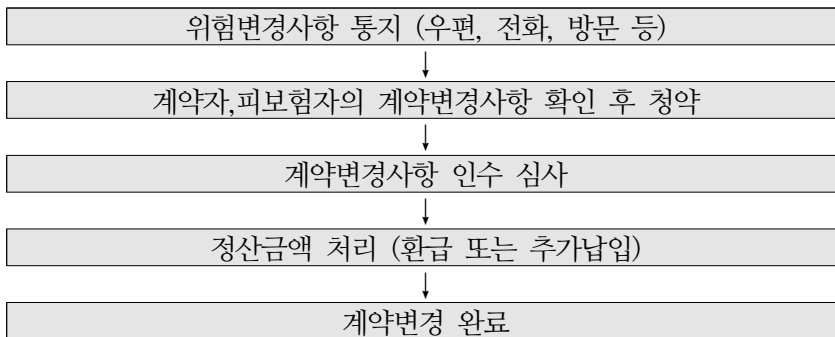 위험변경사항 통지 (우편, 전화, 방문 등)
계약자,피보험자의 계약변경사항 확인 후 청약
계약변경사항 인수 심사
정산금액 처리 (환급 또는 추가납입)
계약변경 완료